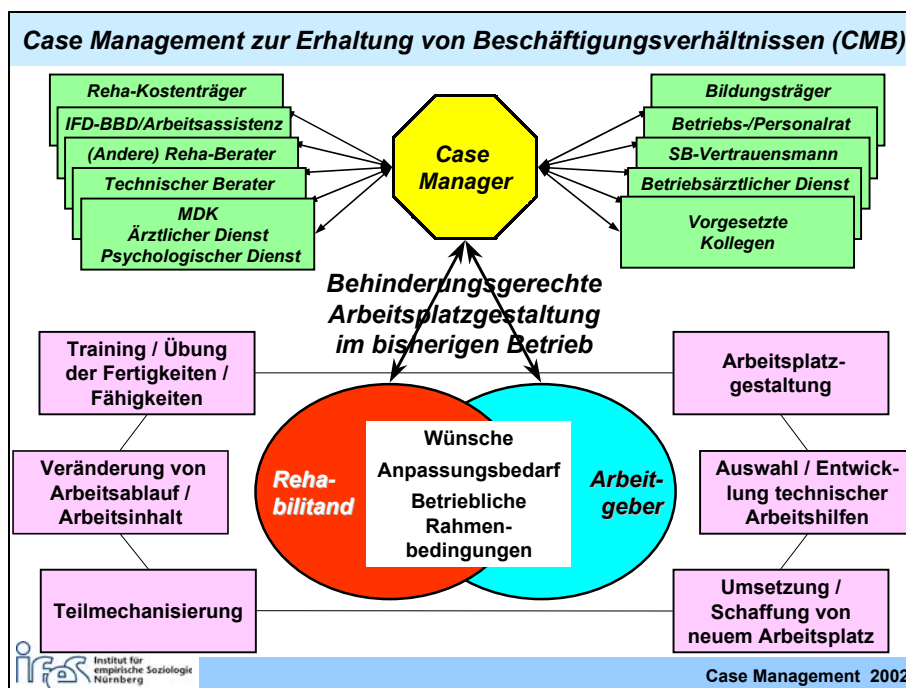 Case Management zur Erhaltung von Beschäftigungsverhältnissen (CMB)
Reha-Kostenträger
IFD-BBD/Arbeitsassistenz
(Andere) Reha-Berater
Technischer Berater
MDK
Ärztlicher Dienst
Psychologischer Dienst
Case
Manager
Bildungsträger
Betriebs-/Personalrat
SB-Vertrauensmann
Betriebsärztlicher Dienst
Vorgesetzte
Kollegen
Behinderungsgerechte
Arbeitsplatzgestaltung
im bisherigen Betrieb
Training / Übung
der Fertigkeiten /
Fähigkeiten
Veränderung von
Arbeitsablauf /
Arbeitsinhalt
Teilmechanisierung
Reha-
bilitand
Wünsche
Anpassungsbedarf
Betriebliche
Rahmen-
bedingungen
Arbeit-
geber
Arbeitsplatz-
gestaltung
Auswahl / Entwick-
lung technischer
Arbeitshilfen
Umsetzung /
Schaffung von
neuem Arbeitsplatz
ifes
Institut für
empirische Soziologie
Nürnberg
Case Management 2002